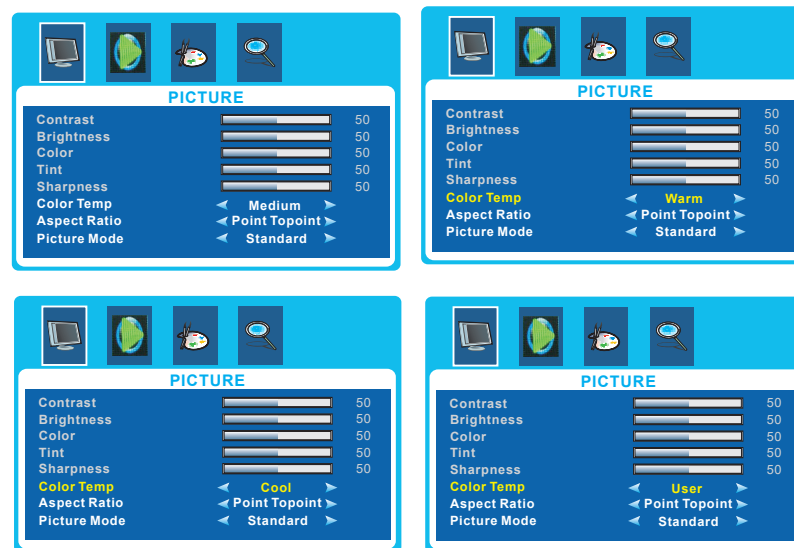 PICTURE
Contrast 50
Brightness 50
Color 50
Tint 50
Sharpness 50
Color Temp Medium
Aspect Ratio Point Topoint
Picture Mode Standard
PICTURE
Contrast 50
Brightness 50
Color 50
Tint 50
Sharpness 50
Color Temp Warm
Aspect Ratio Point Topoint
Picture Mode Standard
PICTURE
Contrast 50
Brightness 50
Color 50
Tint 50
Sharpness 50
Color Temp Cool
Aspect Ratio Point Topoint
Picture Mode Standard
PICTURE
Contrast 50
Brightness 50
Color 50
Tint 50
Sharpness 50
Color Temp User
Aspect Ratio Point Topoint
Picture Mode Standard